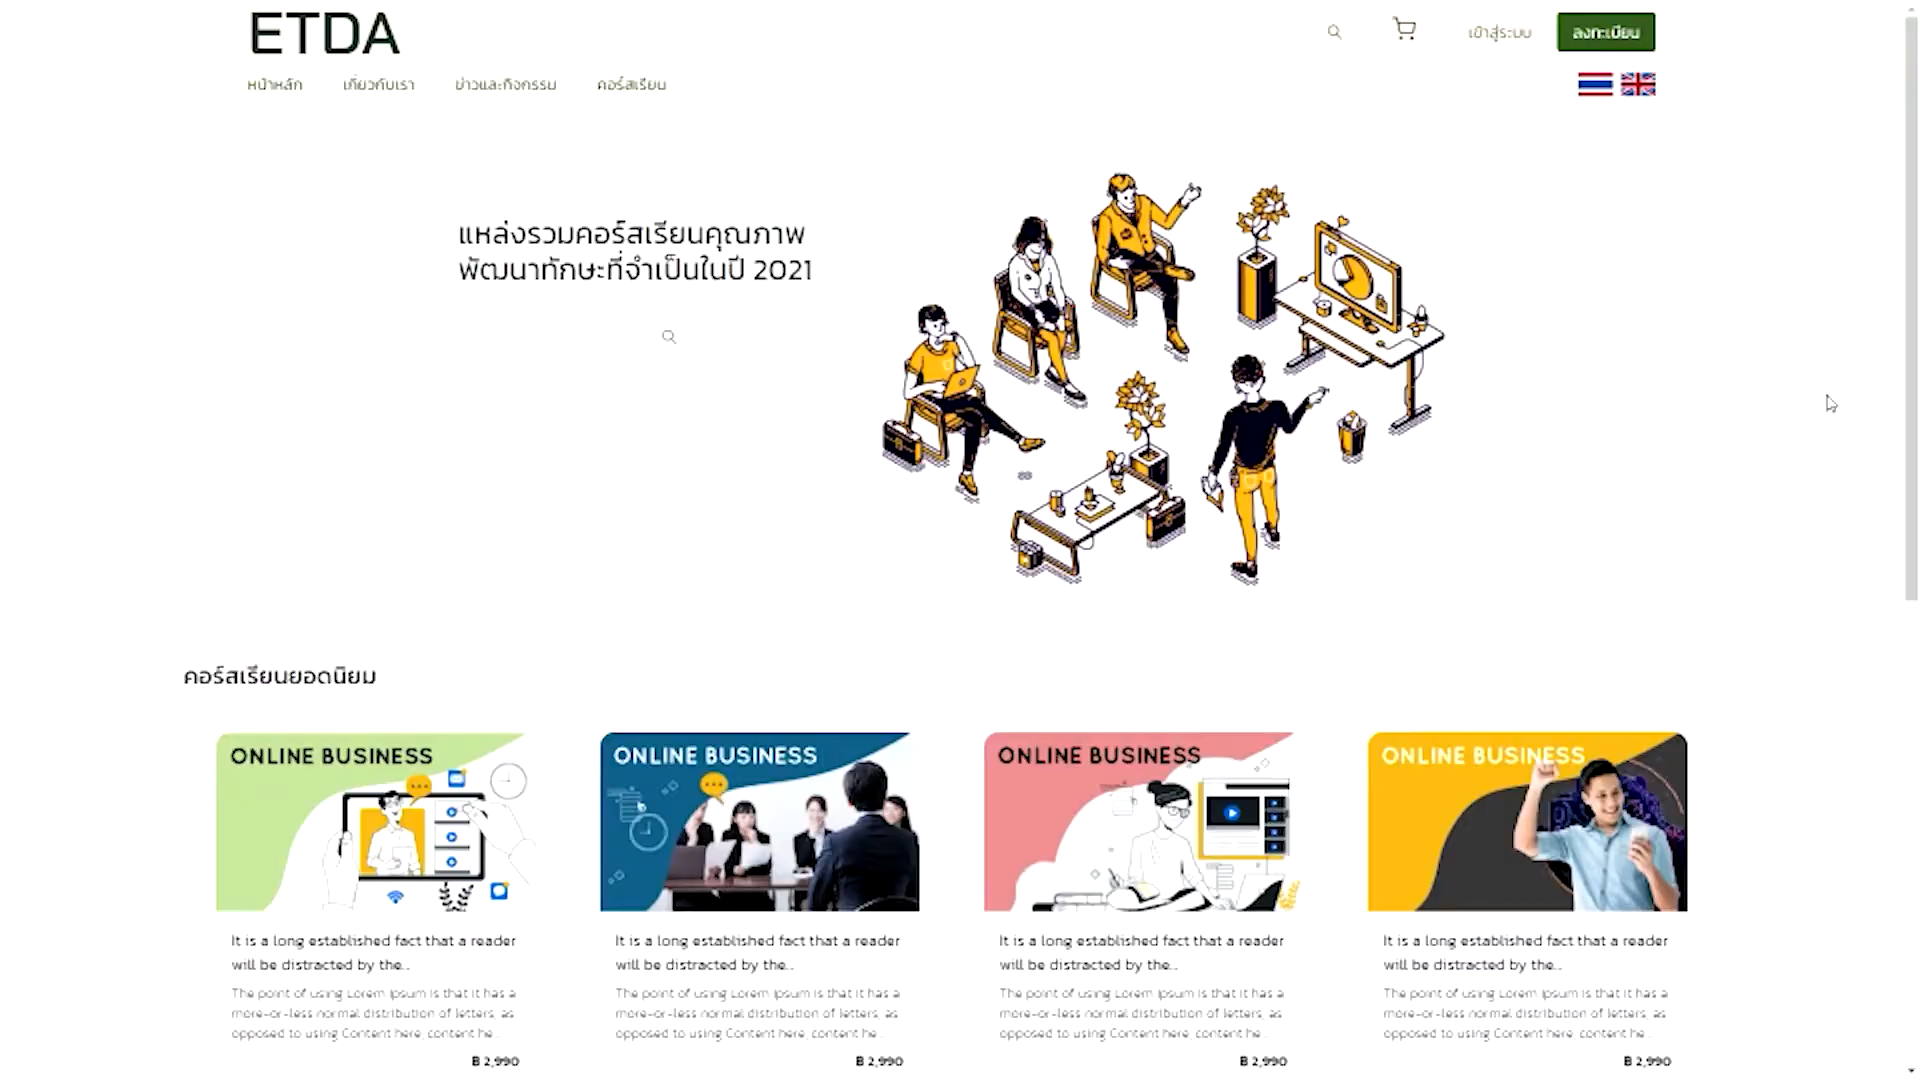 ETDA
เข้าสู่ระบบ
ลงทะเบียน
หน้าหลัก
เกี่ยวกับเรา
ข่าวและกิจกรรม
คอร์สเรียน
แหล่งรวมคอร์สเรียนคุณภาพ
พัฒนาทักษะที่จำเป็นในปี 2021
คอร์สเรียนยอดนิยม
ONLINE BUSINESS
It is a long established fact that a reader
will be distracted by the...
The point of using Lorem Ipsum is that it has a
more-or-less normal distribution of letters, as
opposed to using Content here, content he...
฿ 2,990
ONLINE BUSINESS
It is a long established fact that a reader
will be distracted by the...
The point of using Lorem Ipsum is that it has a
more-or-less normal distribution of letters, as
opposed to using Content here, content he...
฿ 2,990
ONLINE BUSINESS
It is a long established fact that a reader
will be distracted by the...
The point of using Lorem Ipsum is that it has a
more-or-less normal distribution of letters, as
opposed to using Content here, content he...
฿ 2,990
ONLINE BUSINESS
It is a long established fact that a reader
will be distracted by the...
The point of using Lorem Ipsum is that it has a
more-or-less normal distribution of letters, as
opposed to using Content here, content he...
฿ 2,990